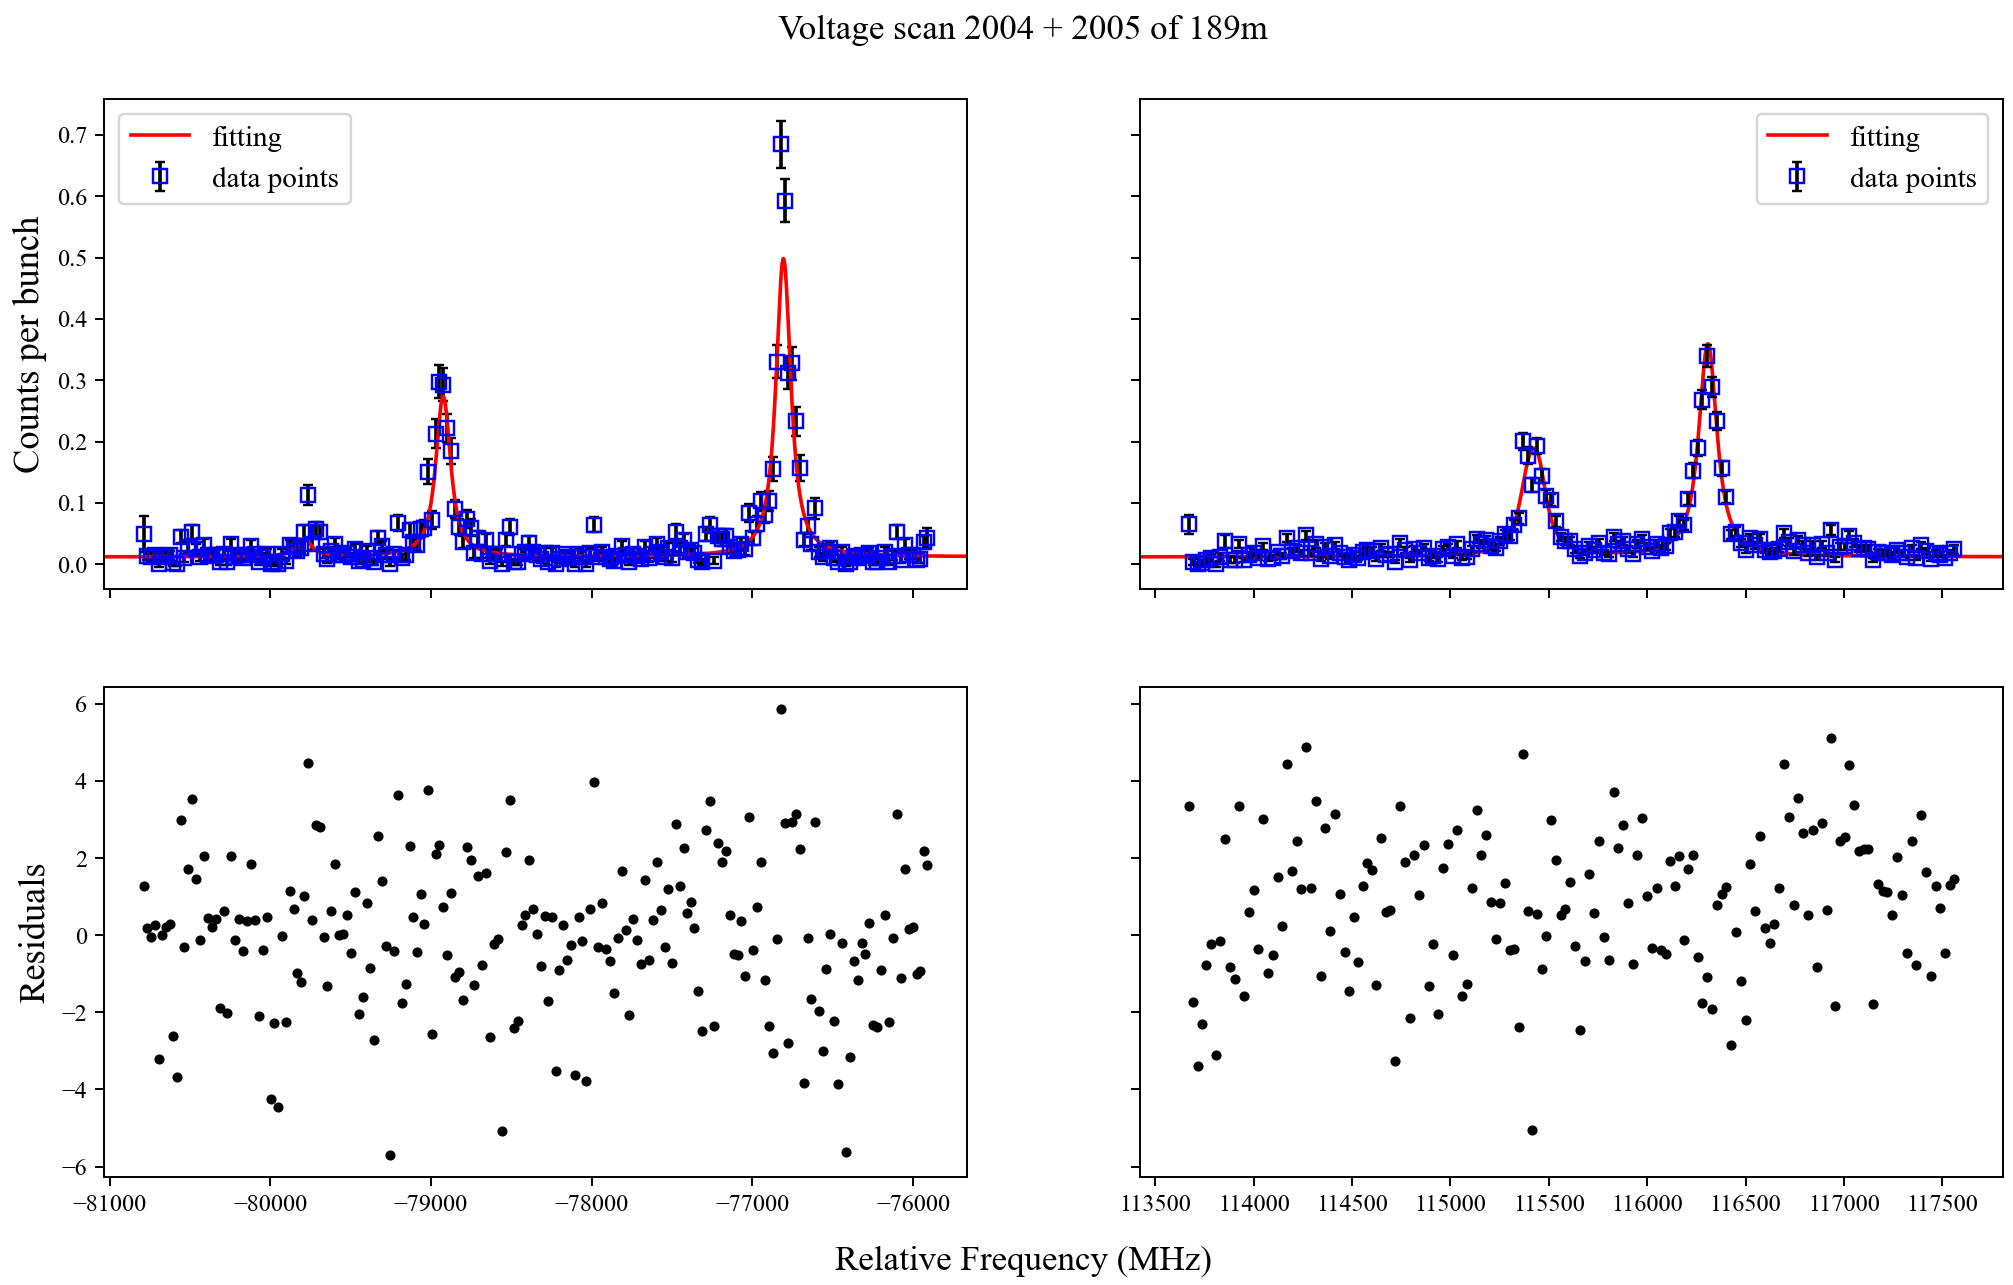 Voltage scan 2004 + 2005 of 189m
fitting
data points
fitting
data points
Counts per bunch
0.7
0.6
0.5
0.4
0.3
0.2
0.1
0.0
Residuals
6
4
2
0
−2
−4
−6
−81000 −80000 −79000 −78000 −77000 −76000
113500 114000 114500 115000 115500 116000 116500 117000 117500
Relative Frequency (MHz)